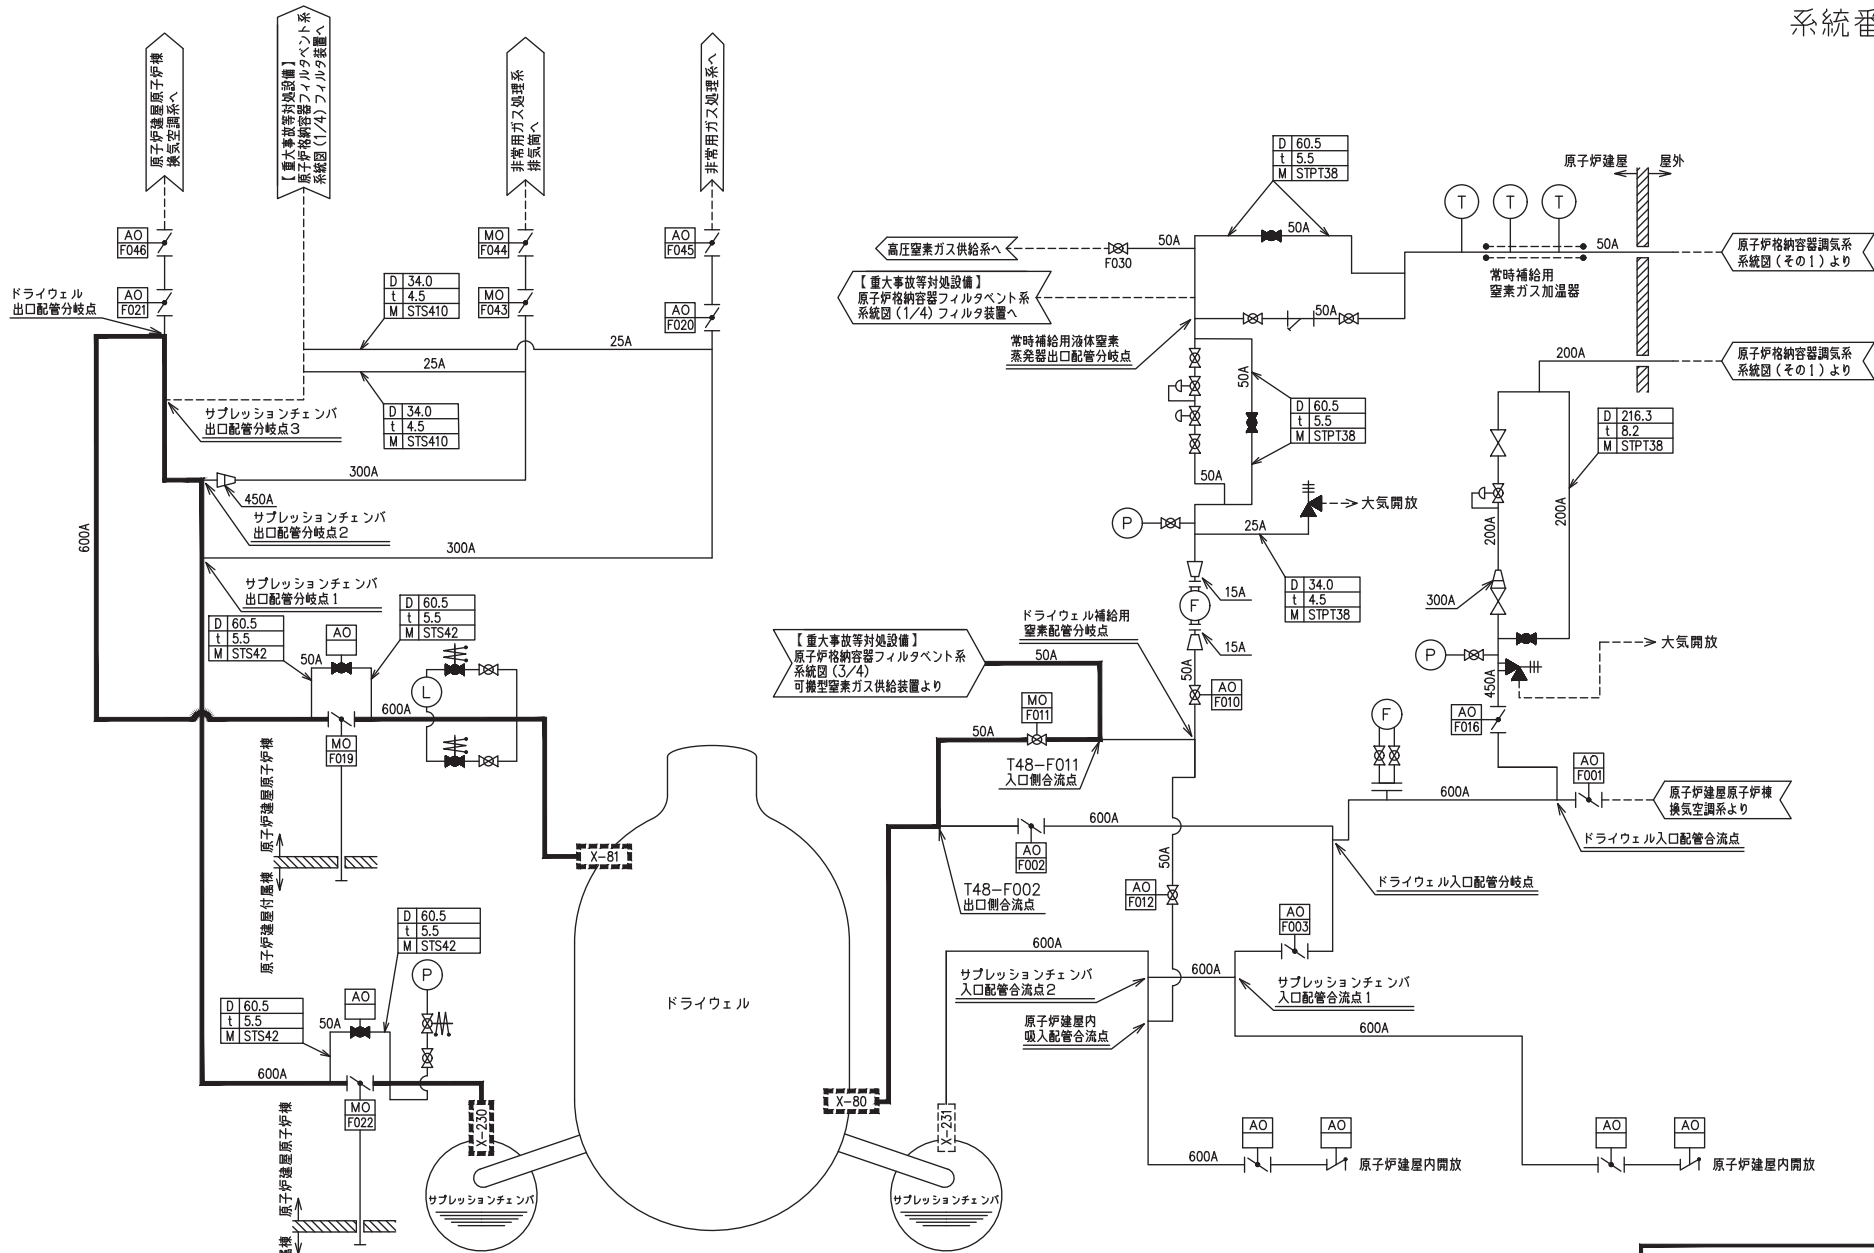 系統番
原子炉建屋原子炉棟
換気空調系へ
【重大事故等対処設備】
原子炉格納容器フィルタベント系
系統図(1/4)フィルタ装置へ
非常用ガス処理系
排気筒へ
非常用ガス処理系へ
AO
F046
MO
F044
AO
F045
AO
F021
MO
F043
AO
F020
ドライウェル
出口配管分岐点
D 34.0
t 4.5
M STS410
25A
25A
D 34.0
t 4.5
M STS410
サプレッションチェンバ
出口配管分岐点3
300A
450A
サプレッションチェンバ
出口配管分岐点2
600A
300A
サプレッションチェンバ
出口配管分岐点1
D 60.5
t 5.5
M STS42
AO
50A
D 60.5
t 5.5
M STS42
L
600A
MO
F019
原子炉建屋原子炉棟
原子炉建屋付属棟
X-81
D 60.5
t 5.5
M STS42
P
D 60.5
t 5.5
M STS42
AO
50A
600A
MO
F022
原子炉建屋原子炉棟
属棟
X-230
サプレッションチェンバ
ドライウェル
X-80
X-231
サプレッションチェンバ
D 60.5
t 5.5
M STPT38
50A
高圧窒素ガス供給系へ
F030
50A
【重大事故等対処設備】
原子炉格納容器フィルタベント系
系統図(1/4)フィルタ装置へ
50A
常時補給用液体窒素
蒸発器出口配管分岐点
原子炉建屋
屋外
T
T
T
50A
常時補給用
窒素ガス加温器
原子炉格納容器調気系
系統図(その1)より
200A
原子炉格納容器調気系
系統図(その1)より
50A
D 60.5
t 5.5
M STPT38
D 216.3
t 8.2
M STPT38
50A
P
25A
大気開放
D 34.0
t 4.5
M STPT38
15A
F
15A
200A
200A
300A
P
大気開放
450A
AO
F016
ドライウェル補給用
窒素配管分岐点
【重大事故等対処設備】
原子炉格納容器フィルタベント系
系統図(3/4)
可搬型窒素ガス供給装置より
50A
50A
AO
F010
MO
F011
50A
T48-F011
入口側合流点
F
AO
F001
600A
原子炉建屋原子炉棟
換気空調系より
ドライウェル入口配管合流点
600A
AO
F002
T48-F002
出口側合流点
50A
AO
F012
ドライウェル入口配管分岐点
AO
F003
600A
サプレッションチェンバ
入口配管合流点2
600A
サプレッションチェンバ
入口配管合流点1
原子炉建屋内
吸入配管合流点
600A
600A
AO
AO
原子炉建屋内開放
AO
AO
原子炉建屋内開放